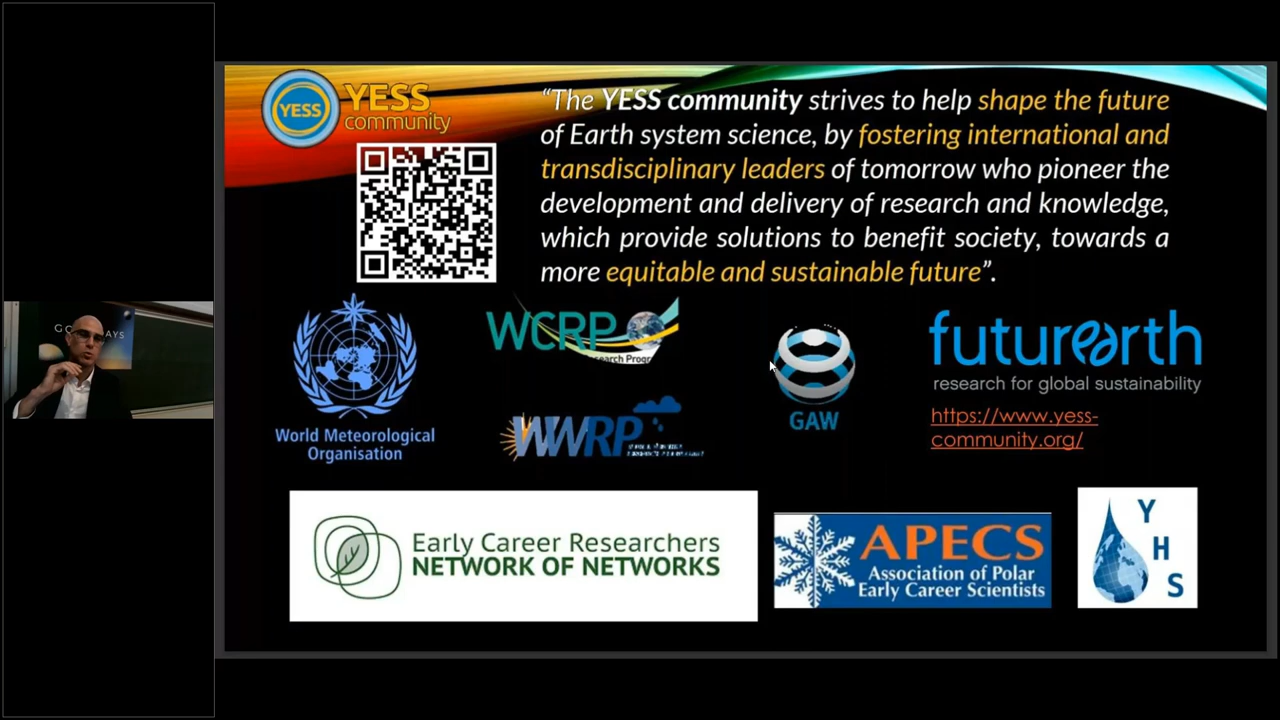 YESS
YESS
community
“The YESS community strives to help shape the future
of Earth system science, by fostering international and
transdisciplinary leaders of tomorrow who pioneer the
development and delivery of research and knowledge,
which provide solutions to benefit society, towards a
more equitable and sustainable future”.
World Meteorological
Organisation
WCRP
WWRP
GAW
futurearth
research for global sustainability
https://www.yess-
community.org/
Early Career Researchers
NETWORK OF NETWORKS
APECS
Association of Polar
Early Career Scientists
Y
H
S